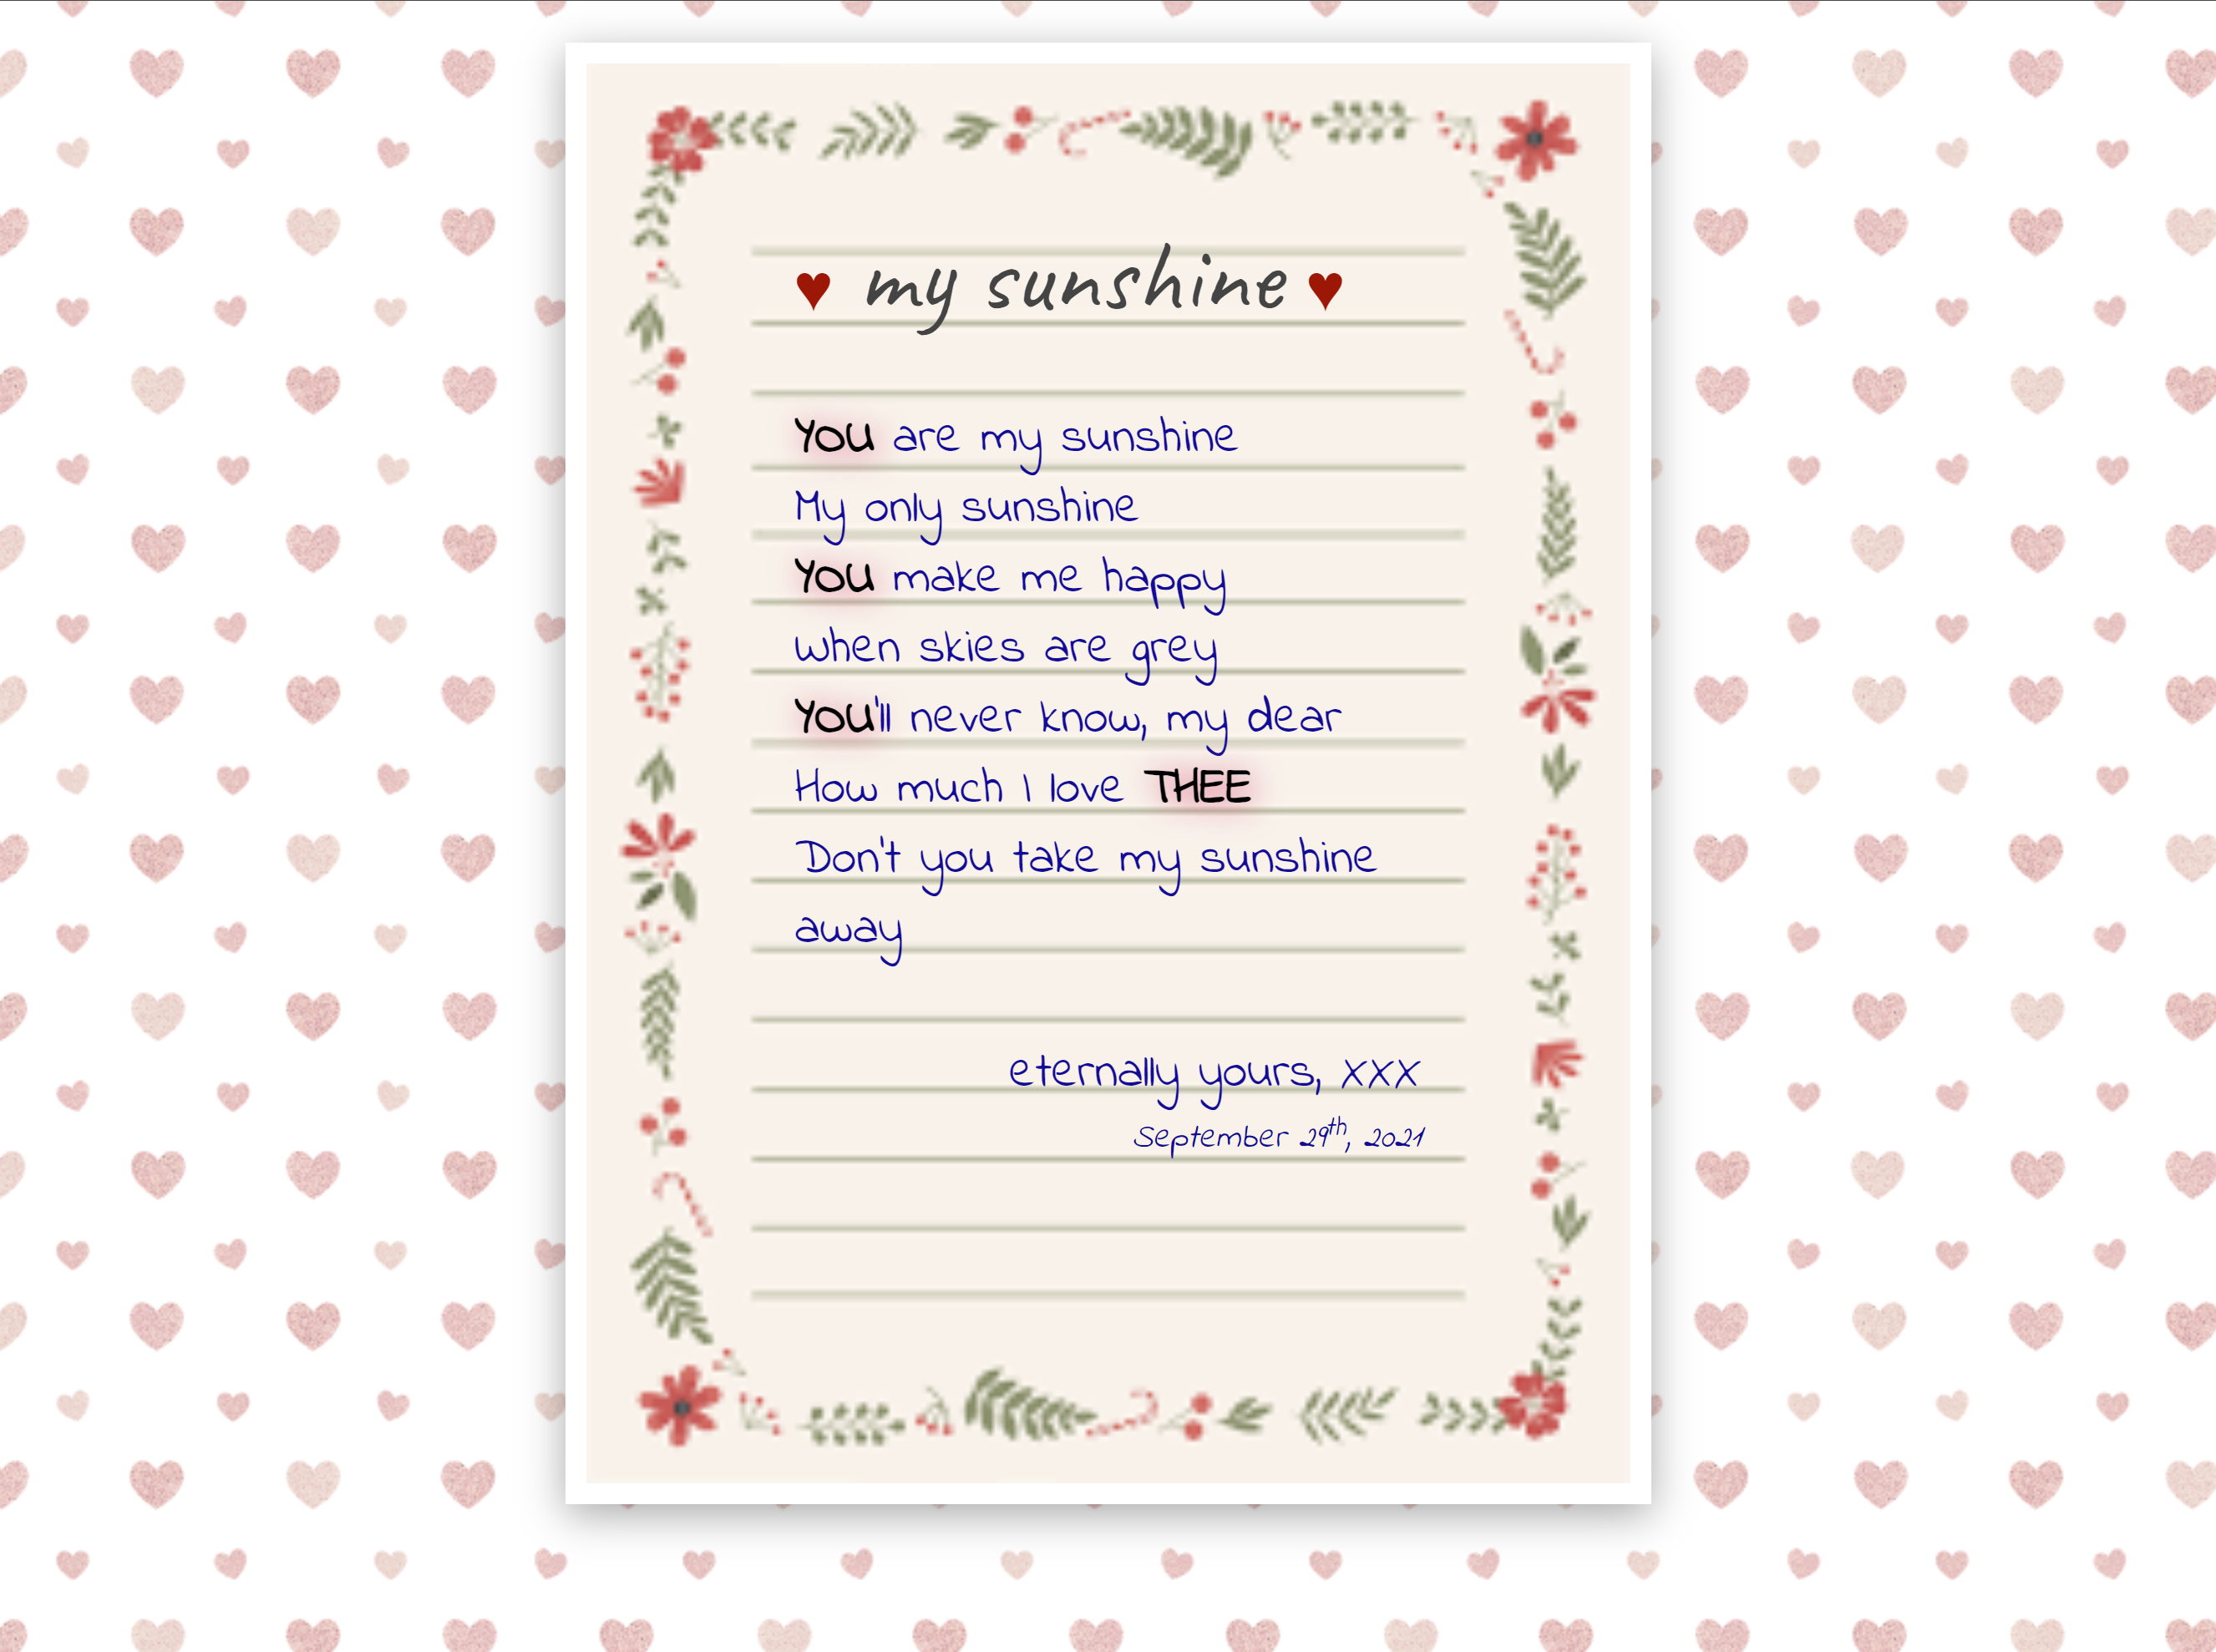 ♥ my sunshine ♥
YOU are my sunshine
My only sunshine
YOU make me happy
when skies are grey
YOU'll never know, my dear
How much I love THEE
Don't you take my sunshine
away
eternally yours, xxx
September 29th, 2021